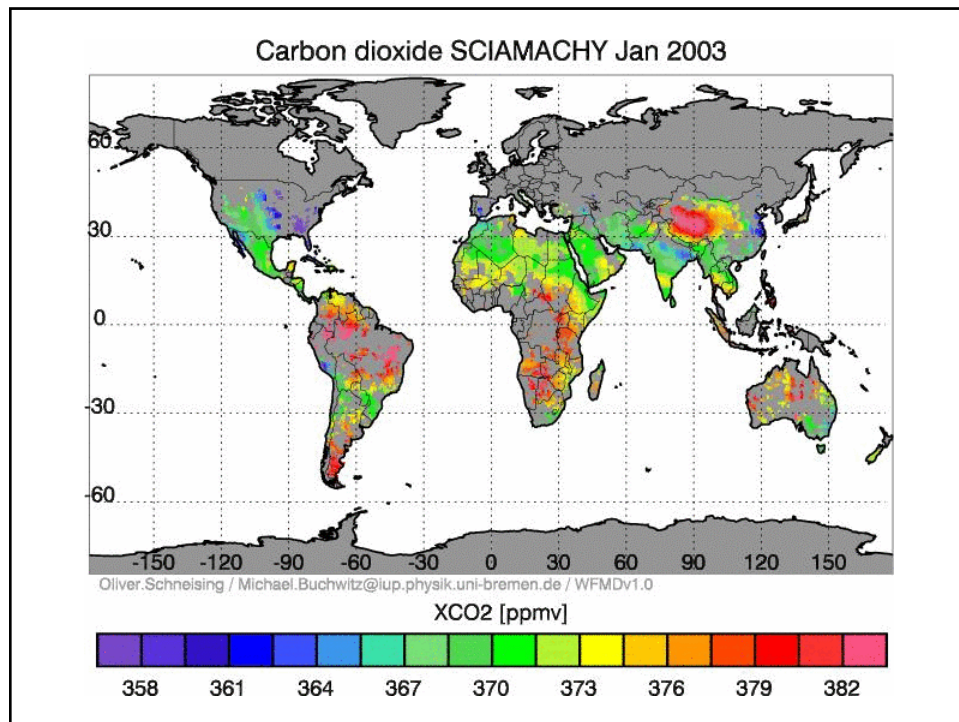 Carbon dioxide SCIAMACHY Jan 2003
60
30
0
-30
-60
-150 -120 -90 -60 -30 0 30 60 90 120 150
Oliver.Schneising / Michael.Buchwitz@iup.physik.uni-bremen.de / WFMDv1.0
XCO2 [ppmv]
358 361 364 367 370 373 376 379 382